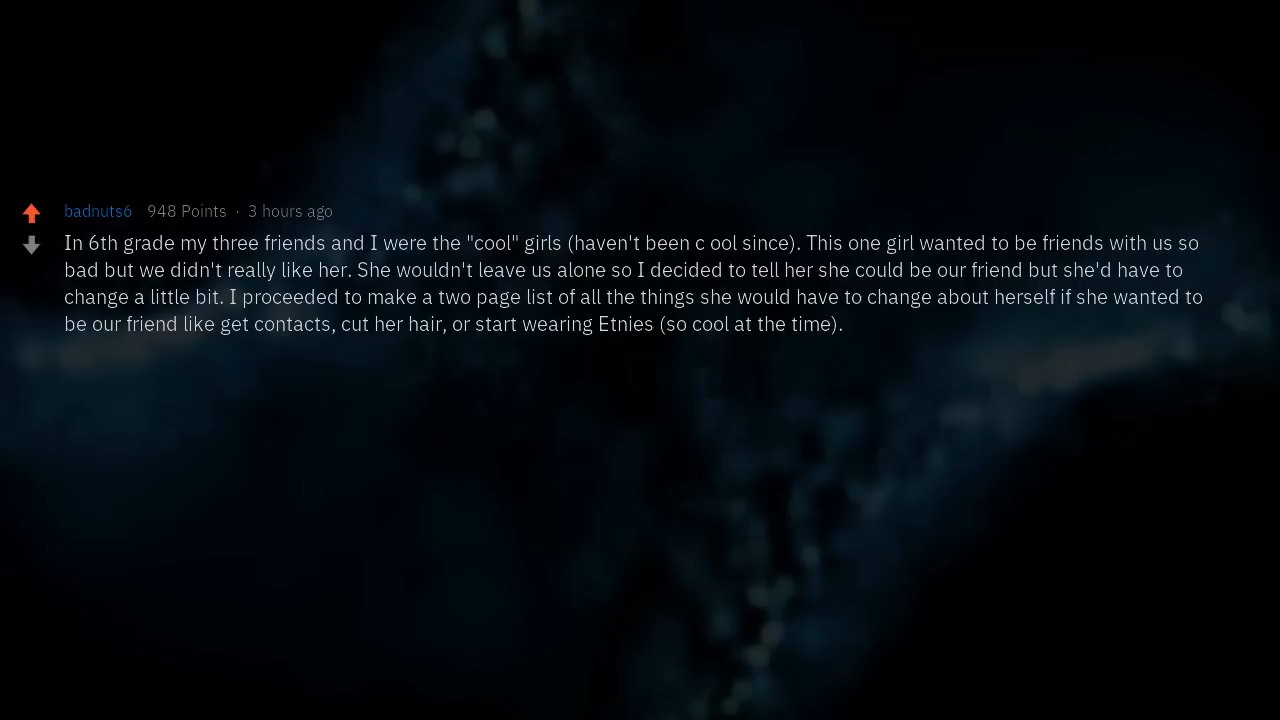 badnuts6 948 Points · 3 hours ago
In 6th grade my three friends and I were the "cool" girls (haven't been c ool since). This one girl wanted to be friends with us so
bad but we didn't really like her. She wouldn't leave us alone so I decided to tell her she could be our friend but she'd have to
change a little bit. I proceeded to make a two page list of all the things she would have to change about herself if she wanted to
be our friend like get contacts, cut her hair, or start wearing Etnies (so cool at the time).